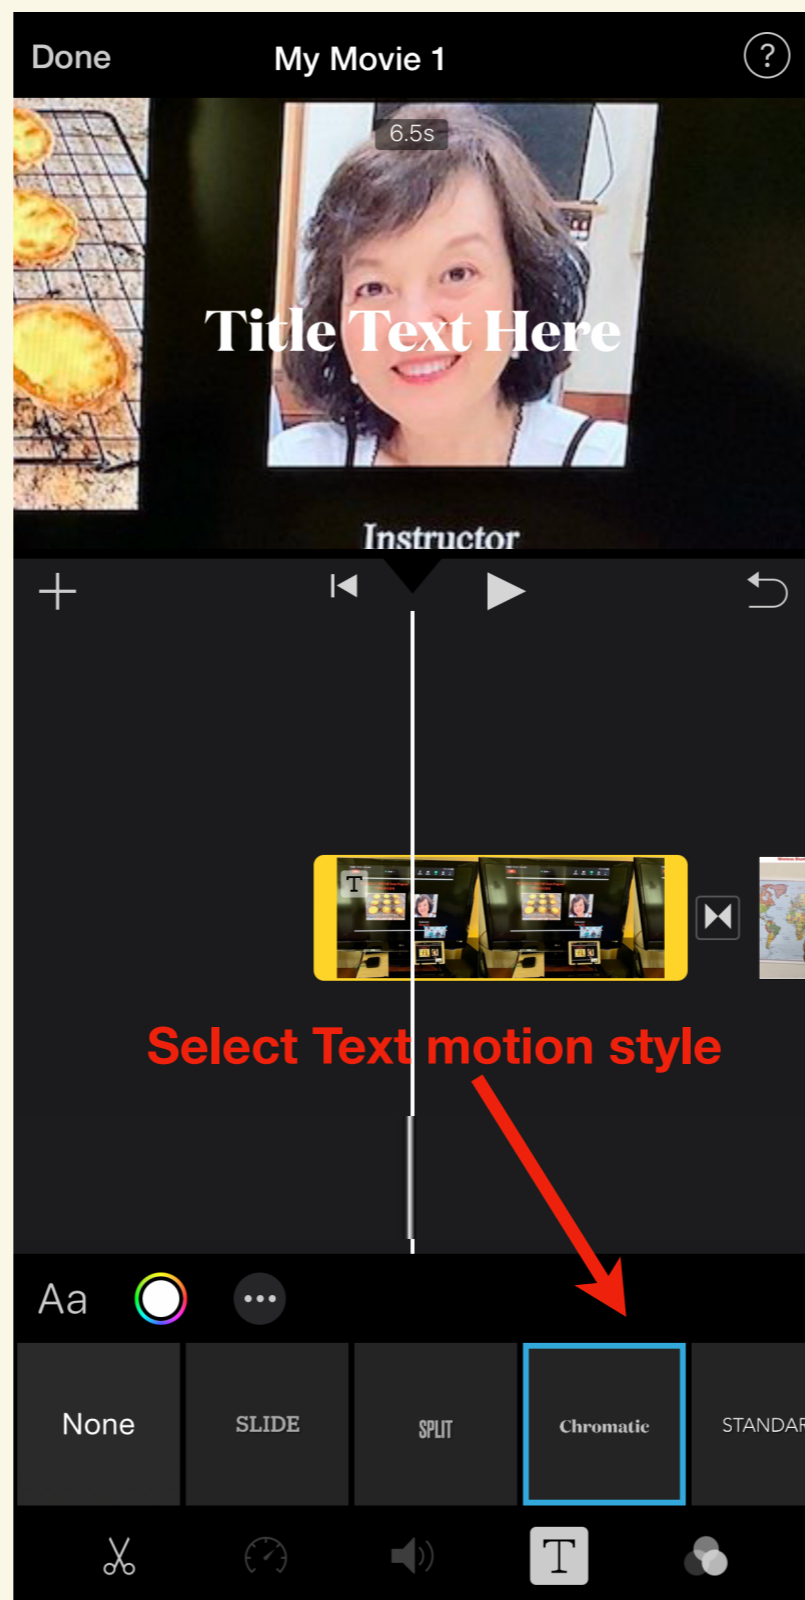 Done My Movie 1 ?
6.5s
Title Text Here
Instructor
T
Select Text motion style
Aa
None SLIDE SPLIT Chromatic STANDAR
T